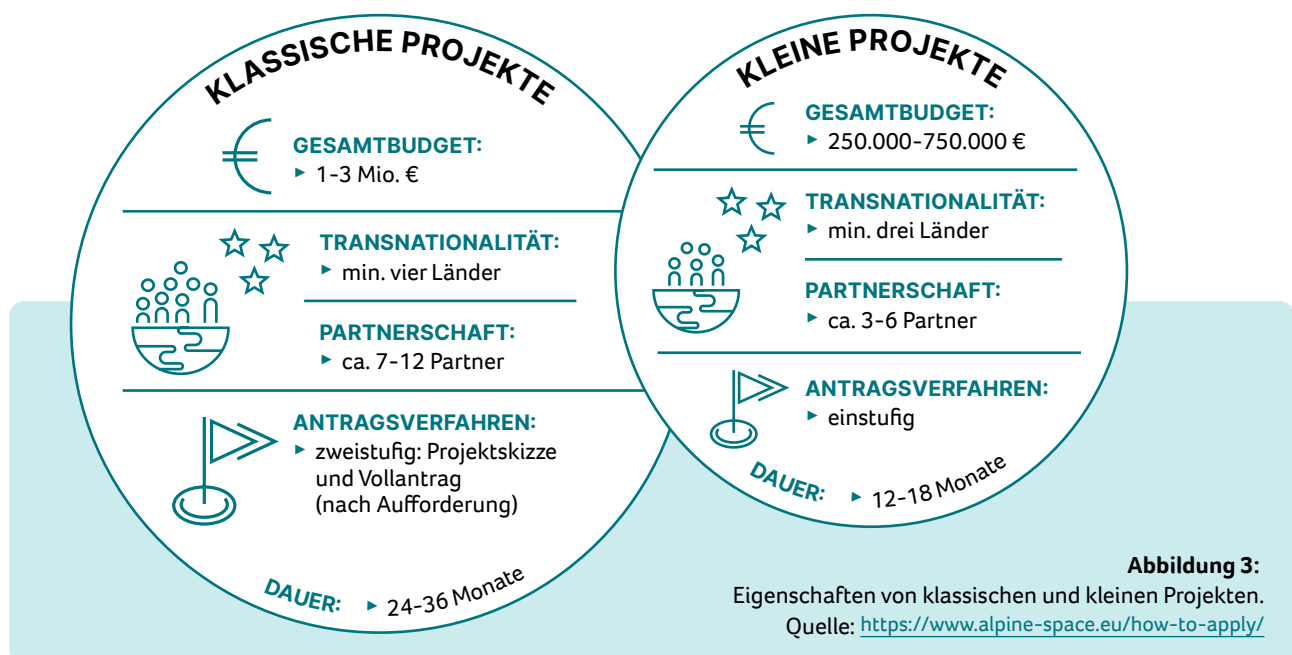 KLASSISCHE PROJEKTE
GESAMTBUDGET:
▸ 1-3 Mio. €
TRANSNATIONALITÄT:
▸ min. vier Länder
PARTNERSCHAFT:
▸ ca. 7-12 Partner
ANTRAGSVERFAHREN:
▸ zweistufig: Projektskizze
und Vollantrag
(nach Aufforderung)
DAUER: ▸ 24-36 Monate
KLEINE PROJEKTE
GESAMTBUDGET:
▸ 250.000-750.000 €
TRANSNATIONALITÄT:
▸ min. drei Länder
PARTNERSCHAFT:
▸ ca. 3-6 Partner
ANTRAGSVERFAHREN:
▸ einstufig
DAUER: ▸ 12-18 Monate
Abbildung 3:
Eigenschaften von klassischen und kleinen Projekten.
Quelle: https://www.alpine-space.eu/how-to-apply/